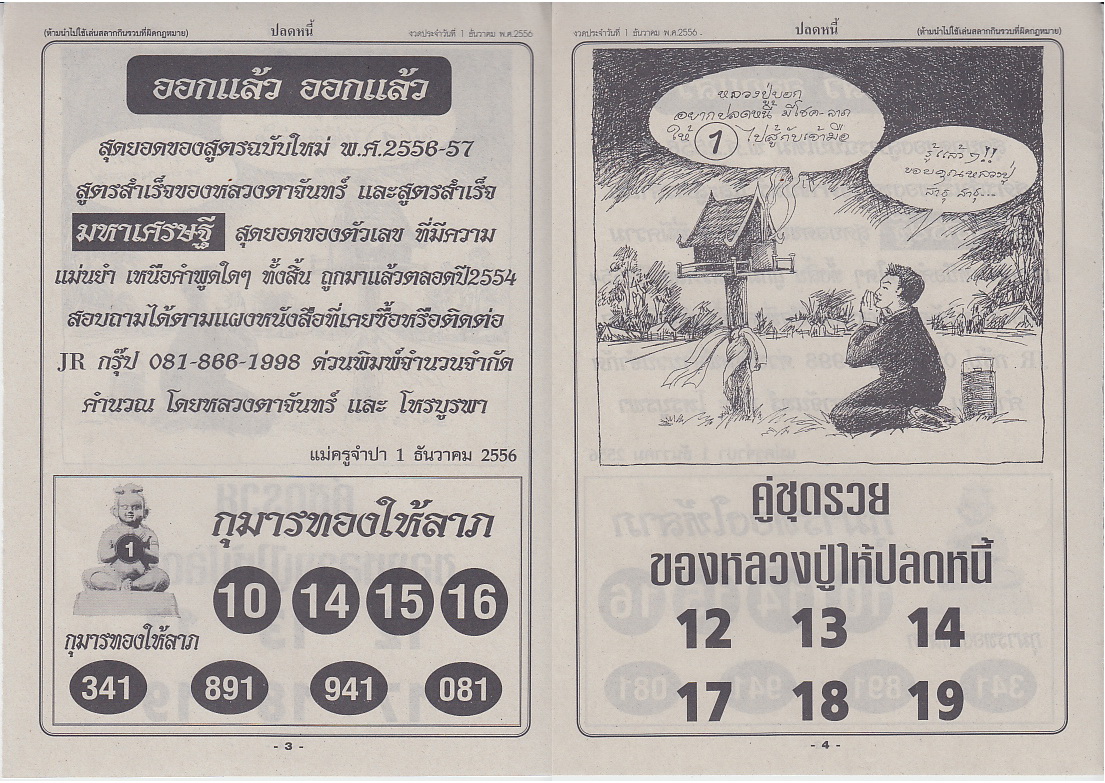 (ห้ามนำไปใช้เล่นสลากกินรวบที่ผิดกฎหมาย) ปลดหนี้ งวดประจำวันที่ 1 ธันวาคม พ.ศ.2556
ออกแล้ว ออกแล้ว
สุดยอดของสูตรฉบับใหม่ พ.ศ.2556-57
สูตรสำเร็จของหลวงตาจันทร์ และสูตรสำเร็จ
มหาเศรษฐี สุดยอดของตัวเลข ที่มีความ
แม่นยำ เหนือคำพูดใดๆ ทั้งสิ้น ถูกมาแล้วตลอดปี2554
สอบถามได้ตามแผงหนังสือที่เคยซื้อหรือติดต่อ
JR กรุ๊ป 081-866-1998 ด่วนพิมพ์จำนวนจำกัด
คำนวณ โดยหลวงตาจันทร์ และ โหรบูรพา
แม่ครูจำปา 1 ธันวาคม 2556
กุมารทองให้ลาภ
1
10 14 15 16
กุมารทองให้ลาภ
341 891 941 081
- 3 -
งวดประจำวันที่ 1 ธันวาคม พ.ศ.2556 . ปลดหนี้ (ห้ามนำไปใช้เล่นสลากกินรวบที่ผิดกฎหมาย)
หลวงปู่บอก
อยากปลดหนี้ มีโชค-ลาภ
ให้ 1 ไปสู้กับเจ้ามือ
รู้แล้วๆ!!
ขอบคุณหลวงปู่
สาธุ สาธุ...
คู่ชุดรวย
ของหลวงปู่ให้ปลดหนี้
12 13 14
17 18 19
- 4 -